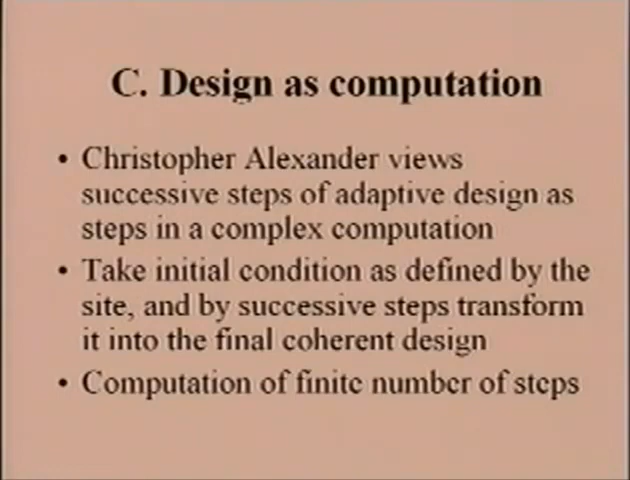 C. Design as computation
• Christopher Alexander views
successive steps of adaptive design as
steps in a complex computation
• Take initial condition as defined by the
site, and by successive steps transform
it into the final coherent design
• Computation of finite number of steps